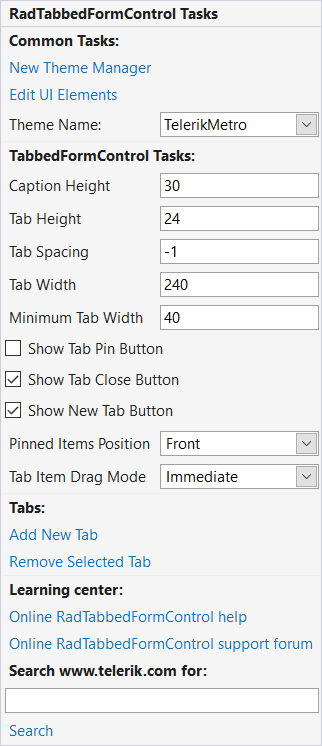 RadTabbedFormControl Tasks
Common Tasks:
New Theme Manager
Edit UI Elements
Theme Name: TelerikMetro
TabbedFormControl Tasks:
Caption Height 30
Tab Height 24
Tab Spacing -1
Tab Width 240
Minimum Tab Width 40
Show Tab Pin Button
Show Tab Close Button
Show New Tab Button
Pinned Items Position Front
Tab Item Drag Mode Immediate
Tabs:
Add New Tab
Remove Selected Tab
Learning center:
Online RadTabbedFormControl help
Online RadTabbedFormControl support forum
Search www.telerik.com for:
Search